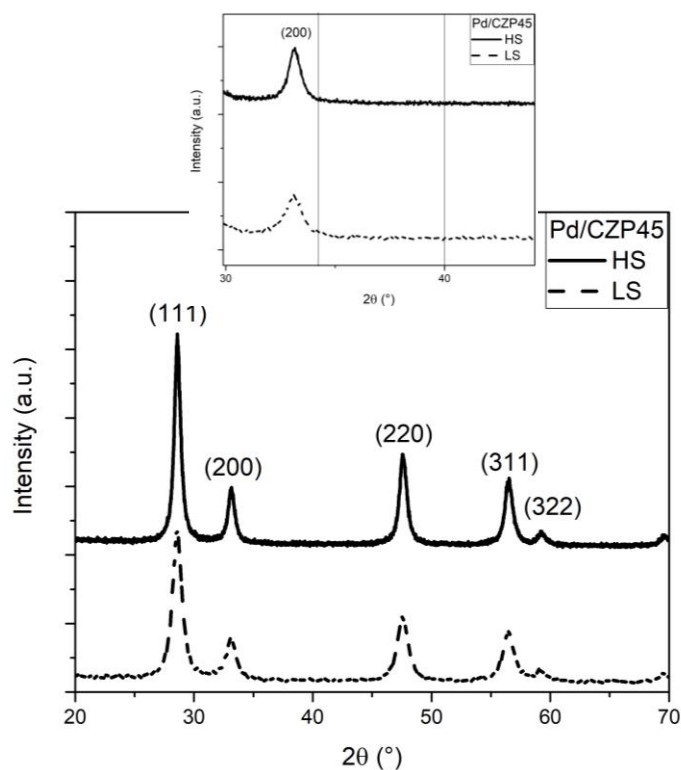 (200)
Pd/CZP45
HS
LS
Intensity (a.u.)
30
40
2θ (°)
Pd/CZP45
HS
LS
(111)
(200)
(220)
(311)
(322)
Intensity (a.u.)
20
30
40
50
60
70
2θ (°)